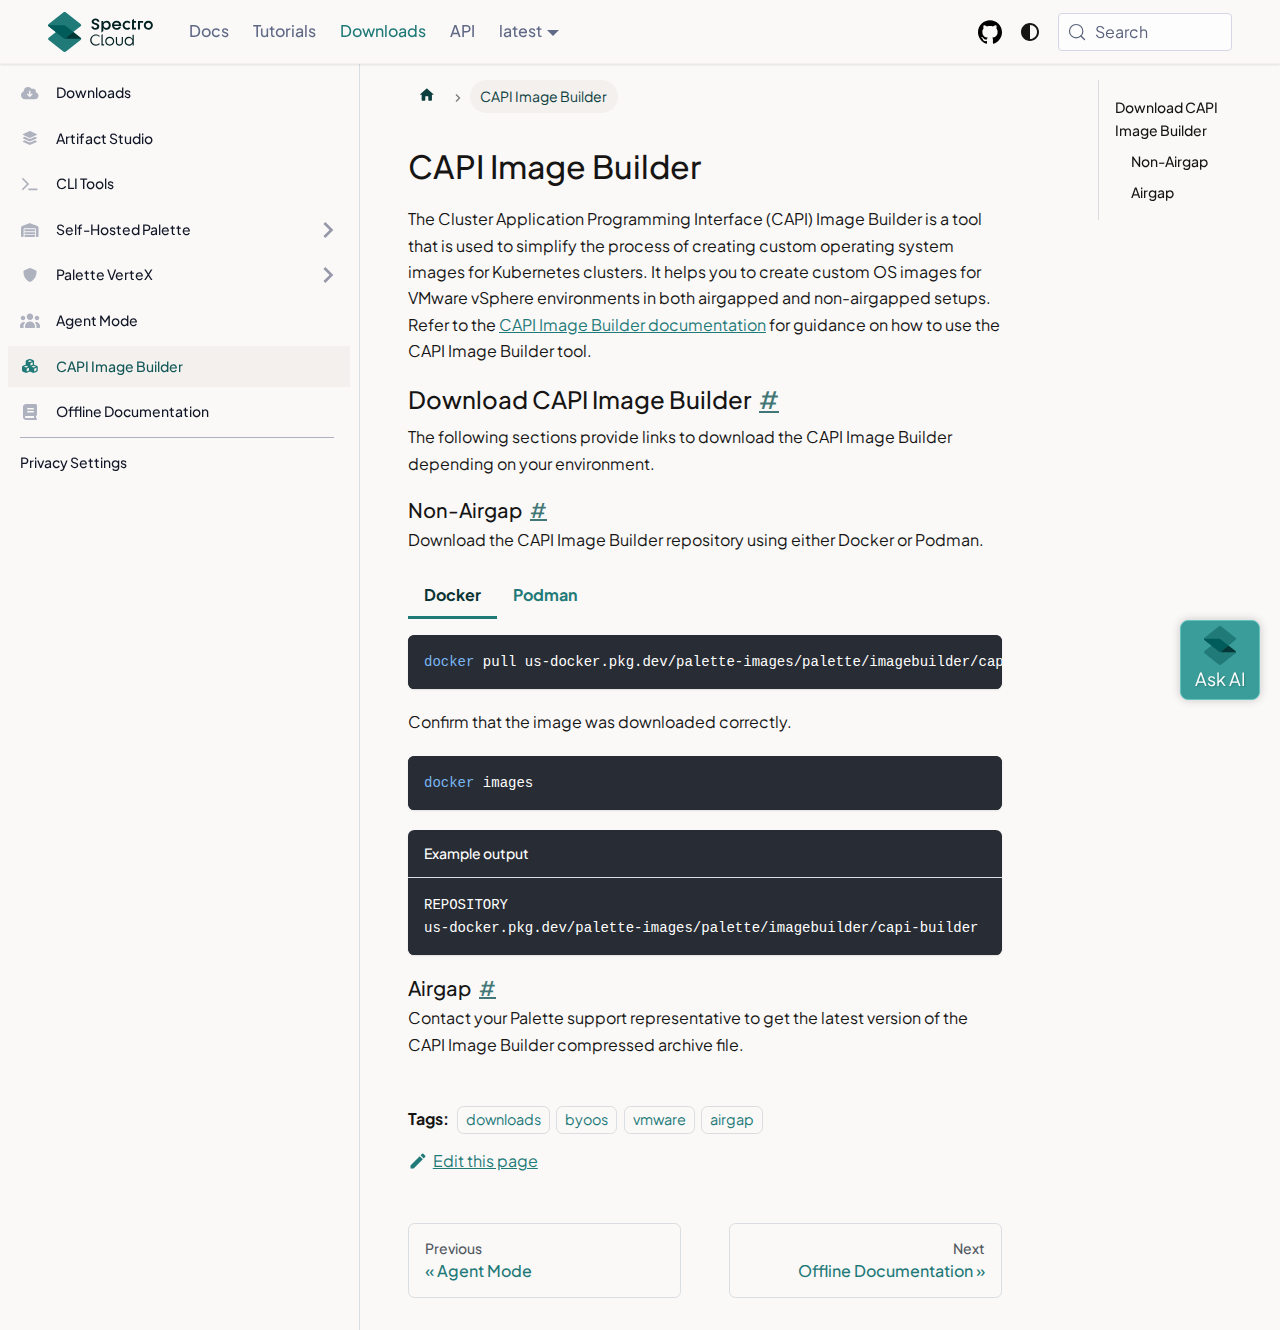 Spectro
Cloud
Docs
Tutorials
Downloads
API
latest
Search
Downloads
Artifact Studio
CLI Tools
Self-Hosted Palette
Palette VerteX
Agent Mode
CAPI Image Builder
Offline Documentation
Privacy Settings
CAPI Image Builder
CAPI Image Builder
The Cluster Application Programming Interface (CAPI) Image Builder is a tool
that is used to simplify the process of creating custom operating system
images for Kubernetes clusters. It helps you to create custom OS images for
VMware vSphere environments in both airgapped and non-airgapped setups.
Refer to the CAPI Image Builder documentation for guidance on how to use the
CAPI Image Builder tool.
Download CAPI Image Builder #
The following sections provide links to download the CAPI Image Builder
depending on your environment.
Non-Airgap #
Download the CAPI Image Builder repository using either Docker or Podman.
Docker Podman
docker pull us-docker.pkg.dev/palette-images/palette/imagebuilder/cap
Confirm that the image was downloaded correctly.
docker images
Example output
REPOSITORY
us-docker.pkg.dev/palette-images/palette/imagebuilder/capi-builder
Airgap #
Contact your Palette support representative to get the latest version of the
CAPI Image Builder compressed archive file.
Tags: downloads byoos vmware airgap
Edit this page
Previous
« Agent Mode
Next
Offline Documentation »
Download CAPI
Image Builder
Non-Airgap
Airgap
Ask AI